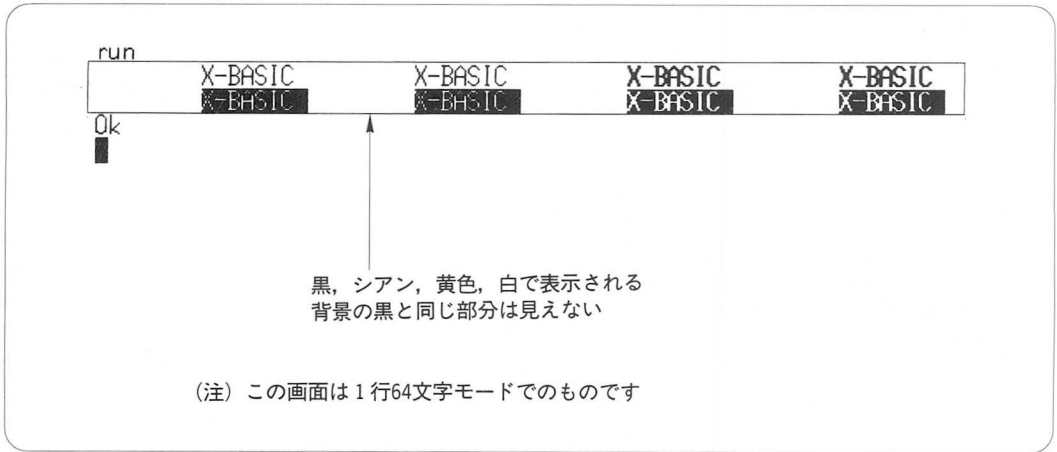 run
X-BASIC X-BASIC X-BASIC X-BASIC
X-BASIC X-BASIC X-BASIC X-BASIC
Ok
黒，シアン，黄色，白で表示される
背景の黒と同じ部分は見えない
（注）この画面は1行64文字モードでのものです